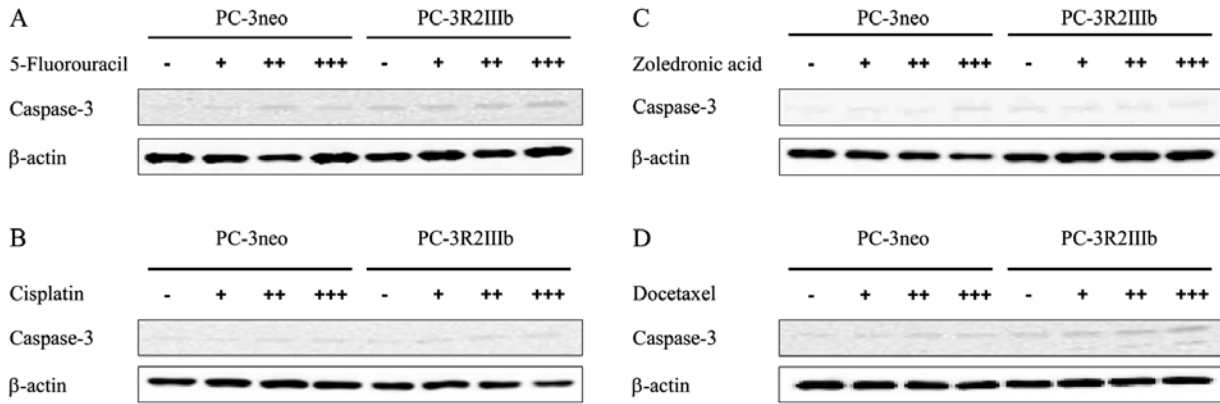 A
PC-3neo PC-3R2IIIb
5-Fluorouracil - + ++ +++ - + ++ +++
Caspase-3
β-actin
B
PC-3neo PC-3R2IIIb
Cisplatin - + ++ +++ - + ++ +++
Caspase-3
β-actin
C
PC-3neo PC-3R2IIIb
Zoledronic acid - + ++ +++ - + ++ +++
Caspase-3
β-actin
D
PC-3neo PC-3R2IIIb
Docetaxel - + ++ +++ - + ++ +++
Caspase-3
β-actin